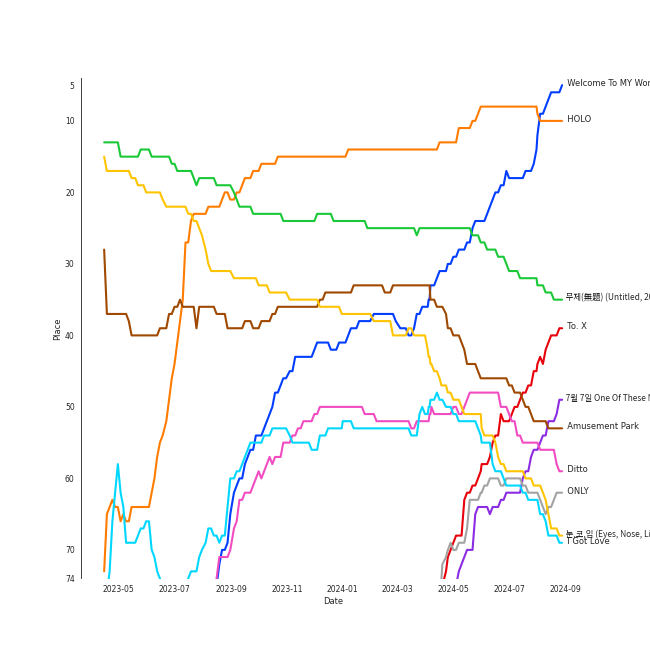 5
Welcome To MY Wor
10
HOLO
20
30
무제(無題) (Untitled, 20
To. X
40
Place
7월 7일 One Of These N
50
Amusement Park
Ditto
60
ONLY
눈,코,입 (Eyes, Nose, Li
I Got Love
70
74
2023-05
2023-07
2023-09
2023-11
2024-01
2024-03
2024-05
2024-07
2024-09
Date